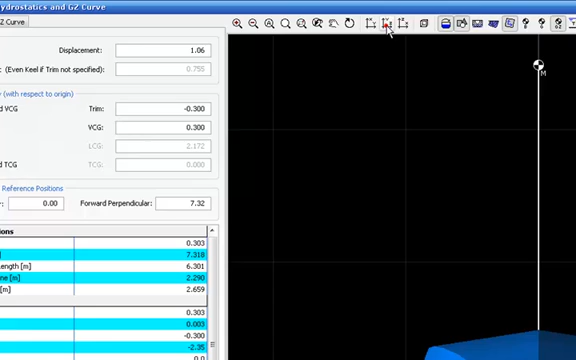 ydrostatics and GZ Curve
Z Curve
Displacement: 1.06
: (Even Keel if Trim not specified): 0.755
y (with respect to origin)
d VCG Trim: -0.300
VCG: 0.300
LCG: 2.172
d TCG TCG: 0.000
Reference Positions
r: 0.00 Forward Perpendicular: 7.32
ions
0.303
] 7.318
ength [m] 6.301
ne [m] 2.290
[m] 2.659
0.303
0.003
-0.300
-2.35
0.0
M